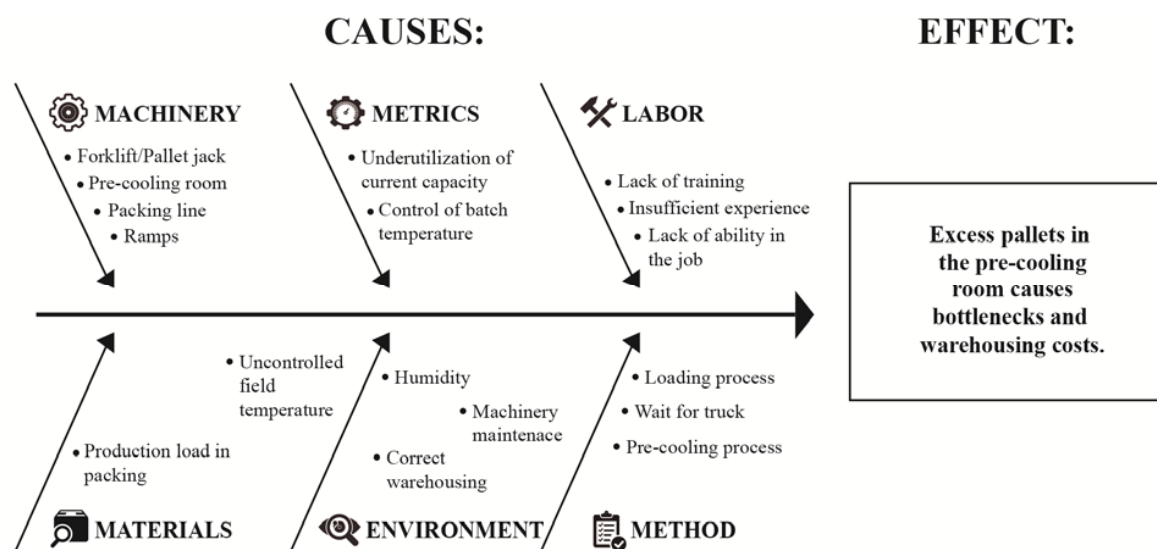 CAUSES:
EFFECT:
MACHINERY
• Forklift/Pallet jack
• Pre-cooling room
• Packing line
• Ramps
METRICS
• Underutilization of
current capacity
• Control of batch
temperature
LABOR
• Lack of training
• Insufficient experience
• Lack of ability in
the job
Excess pallets in
the pre-cooling
room causes
bottlenecks and
warehousing costs.
• Production load in
packing
MATERIALS
• Uncontrolled
field
temperature
• Humidity
• Machinery
maintenace
• Correct
warehousing
ENVIRONMENT
• Loading process
• Wait for truck
• Pre-cooling process
METHOD